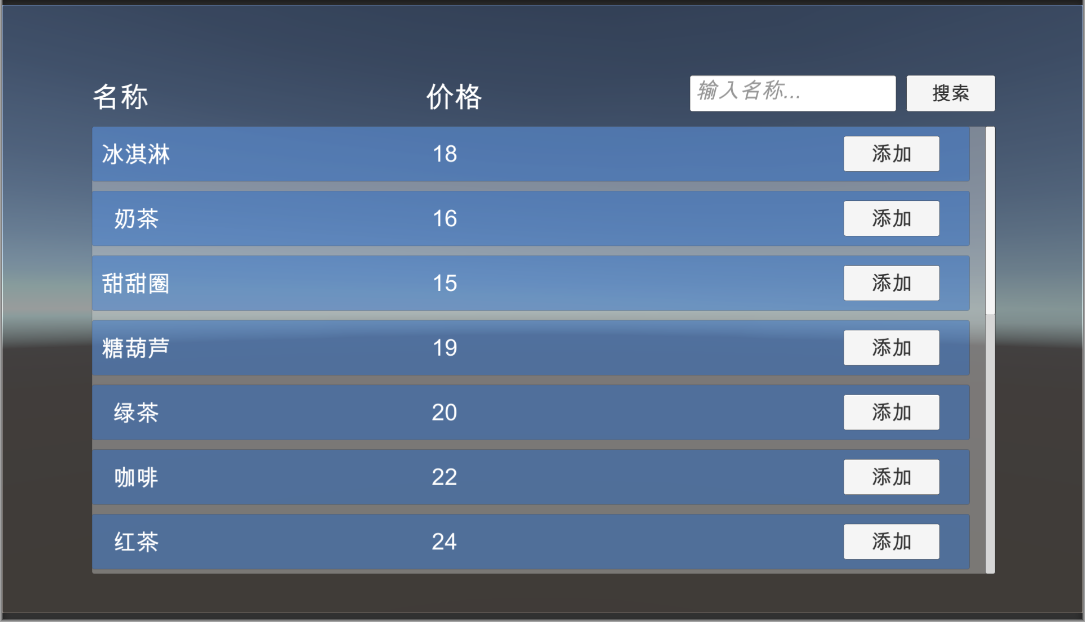 名称 价格 输入名称... 搜索
冰淇淋 18 添加
奶茶 16 添加
甜甜圈 15 添加
糖葫芦 19 添加
绿茶 20 添加
咖啡 22 添加
红茶 24 添加